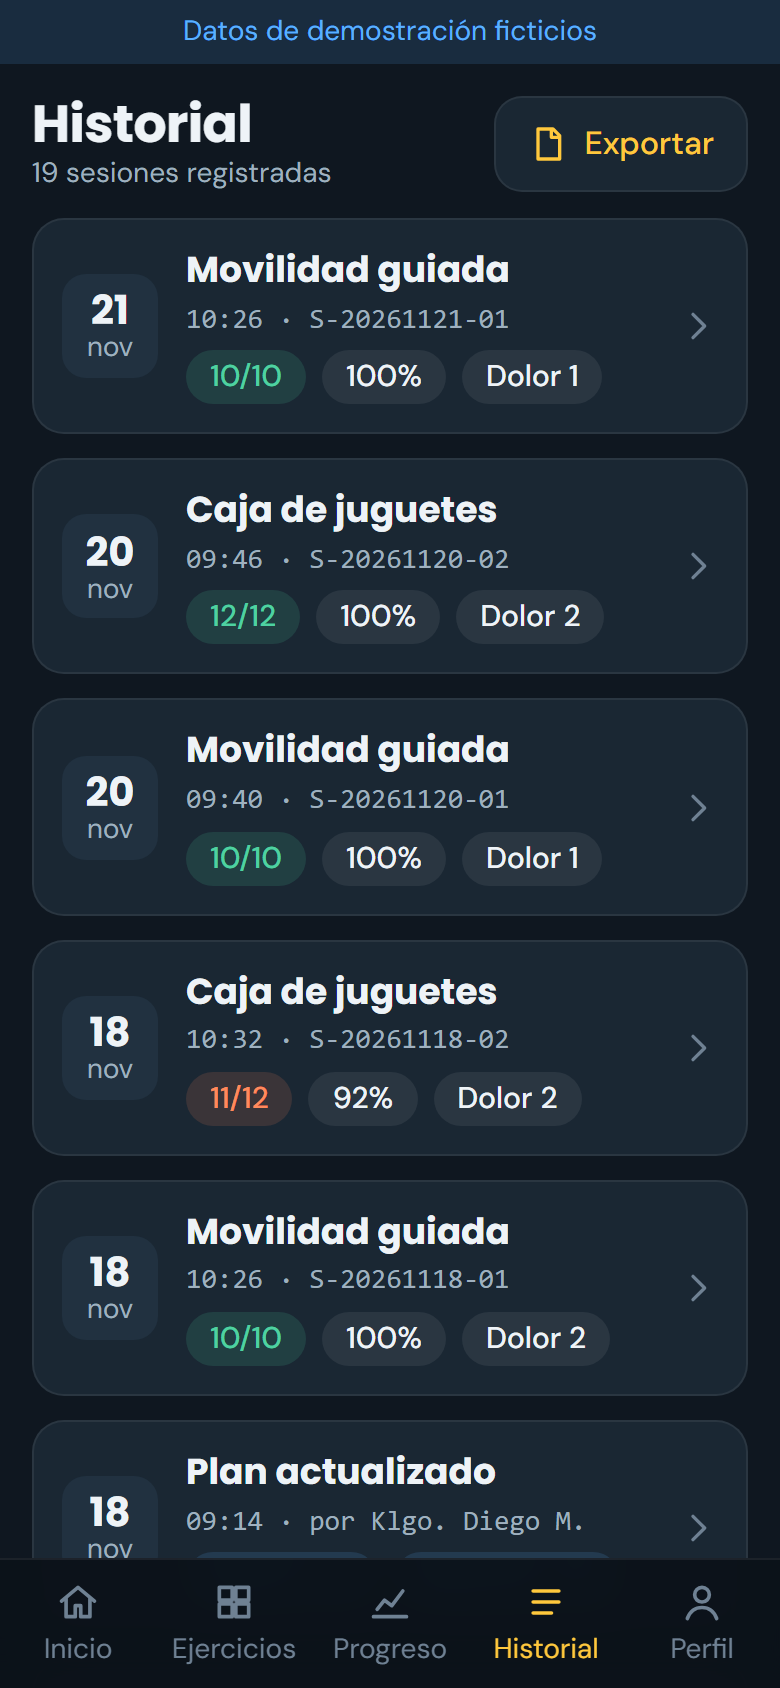 Datos de demostración ficticios
Historial
19 sesiones registradas
Exportar
21
nov
Movilidad guiada
10:26 · S-20261121-01
10/10 100% Dolor 1
20
nov
Caja de juguetes
09:46 · S-20261120-02
12/12 100% Dolor 2
20
nov
Movilidad guiada
09:40 · S-20261120-01
10/10 100% Dolor 1
18
nov
Caja de juguetes
10:32 · S-20261118-02
11/12 92% Dolor 2
18
nov
Movilidad guiada
10:26 · S-20261118-01
10/10 100% Dolor 2
18
nov
Plan actualizado
09:14 · por Klgo. Diego M.
Inicio Ejercicios Progreso Historial Perfil